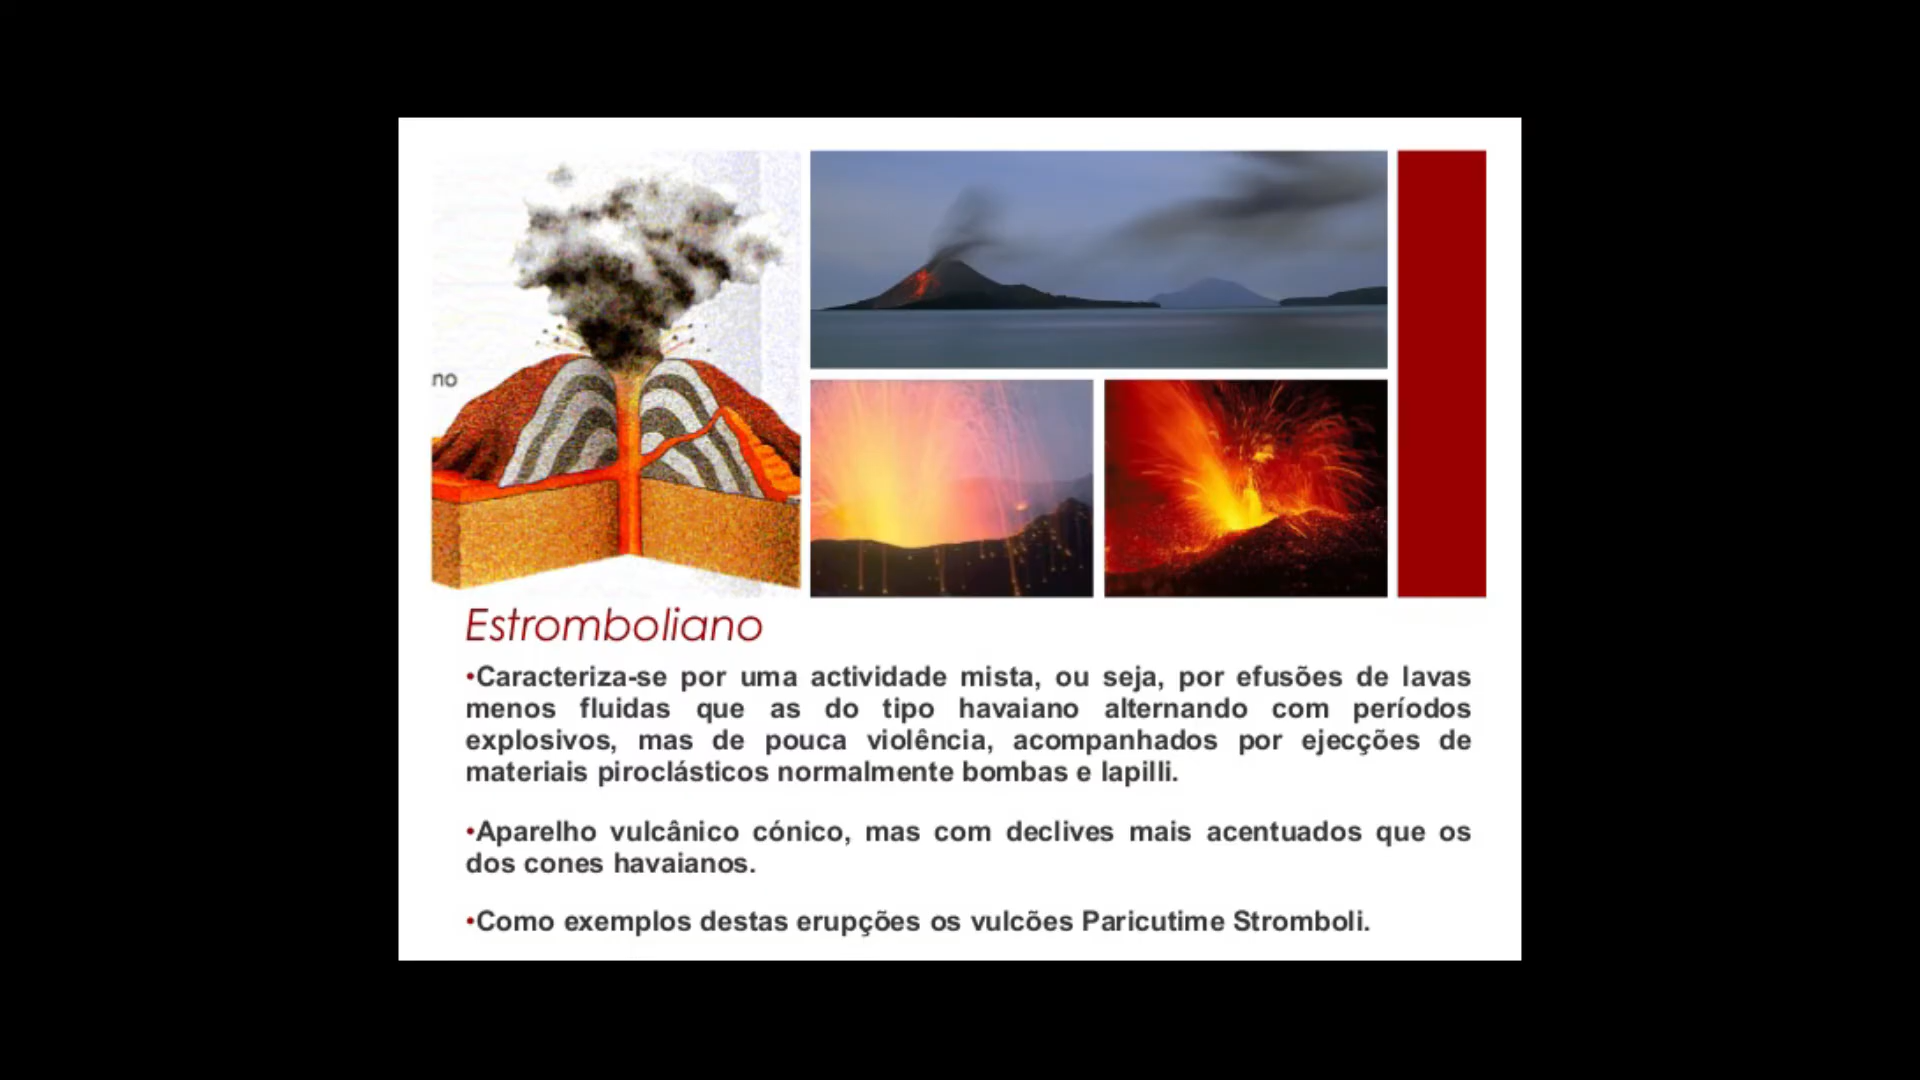 no
Estromboliano
•Caracteriza-se por uma actividade mista, ou seja, por efusões de lavas
menos fluidas que as do tipo havaiano alternando com períodos
explosivos, mas de pouca violência, acompanhados por ejecções de
materiais piroclásticos normalmente bombas e lapilli.
•Aparelho vulcânico cónico, mas com declives mais acentuados que os
dos cones havaianos.
•Como exemplos destas erupções os vulcões Paricutime Stromboli.